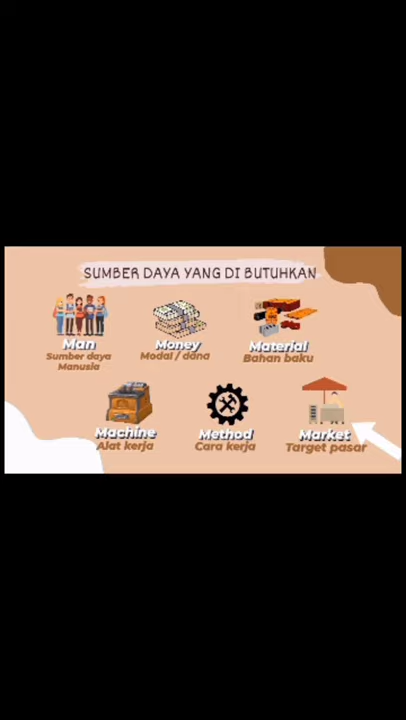 SUMBER DAYA YANG DI BUTUHKAN
Man
Sumber daya
Manusia
Money
Modal / dana
Material
Bahan baku
Machine
Alat kerja
Method
Cara kerja
Market
Target pasar